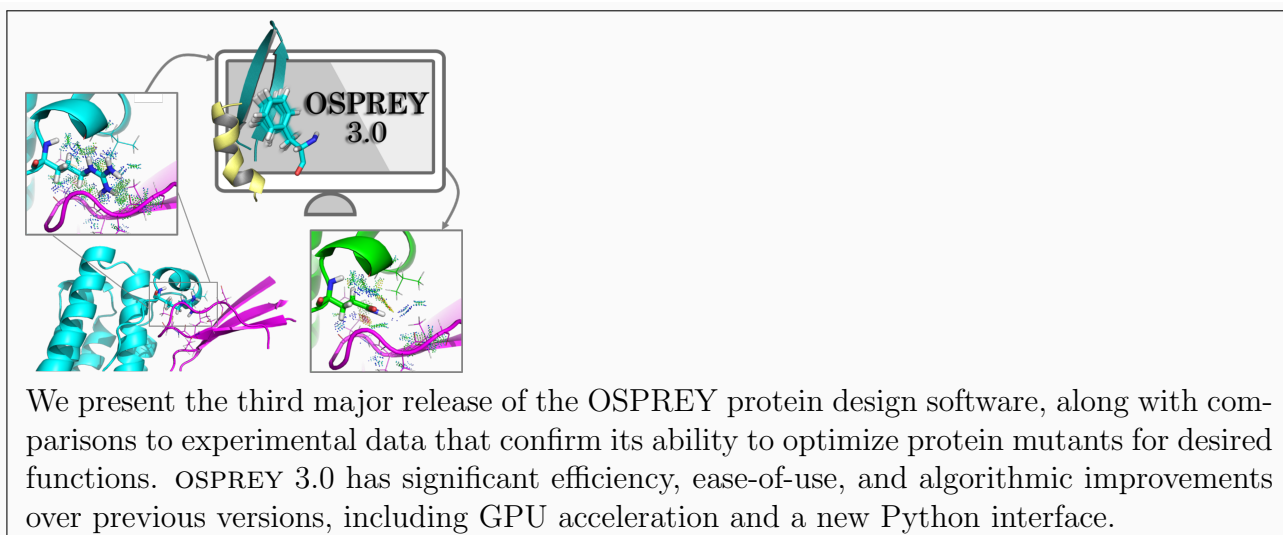 OSPREY
3.0
We present the third major release of the OSPREY protein design software, along with com-
parisons to experimental data that confirm its ability to optimize protein mutants for desired
functions. OSPREY 3.0 has significant efficiency, ease-of-use, and algorithmic improvements
over previous versions, including GPU acceleration and a new Python interface.